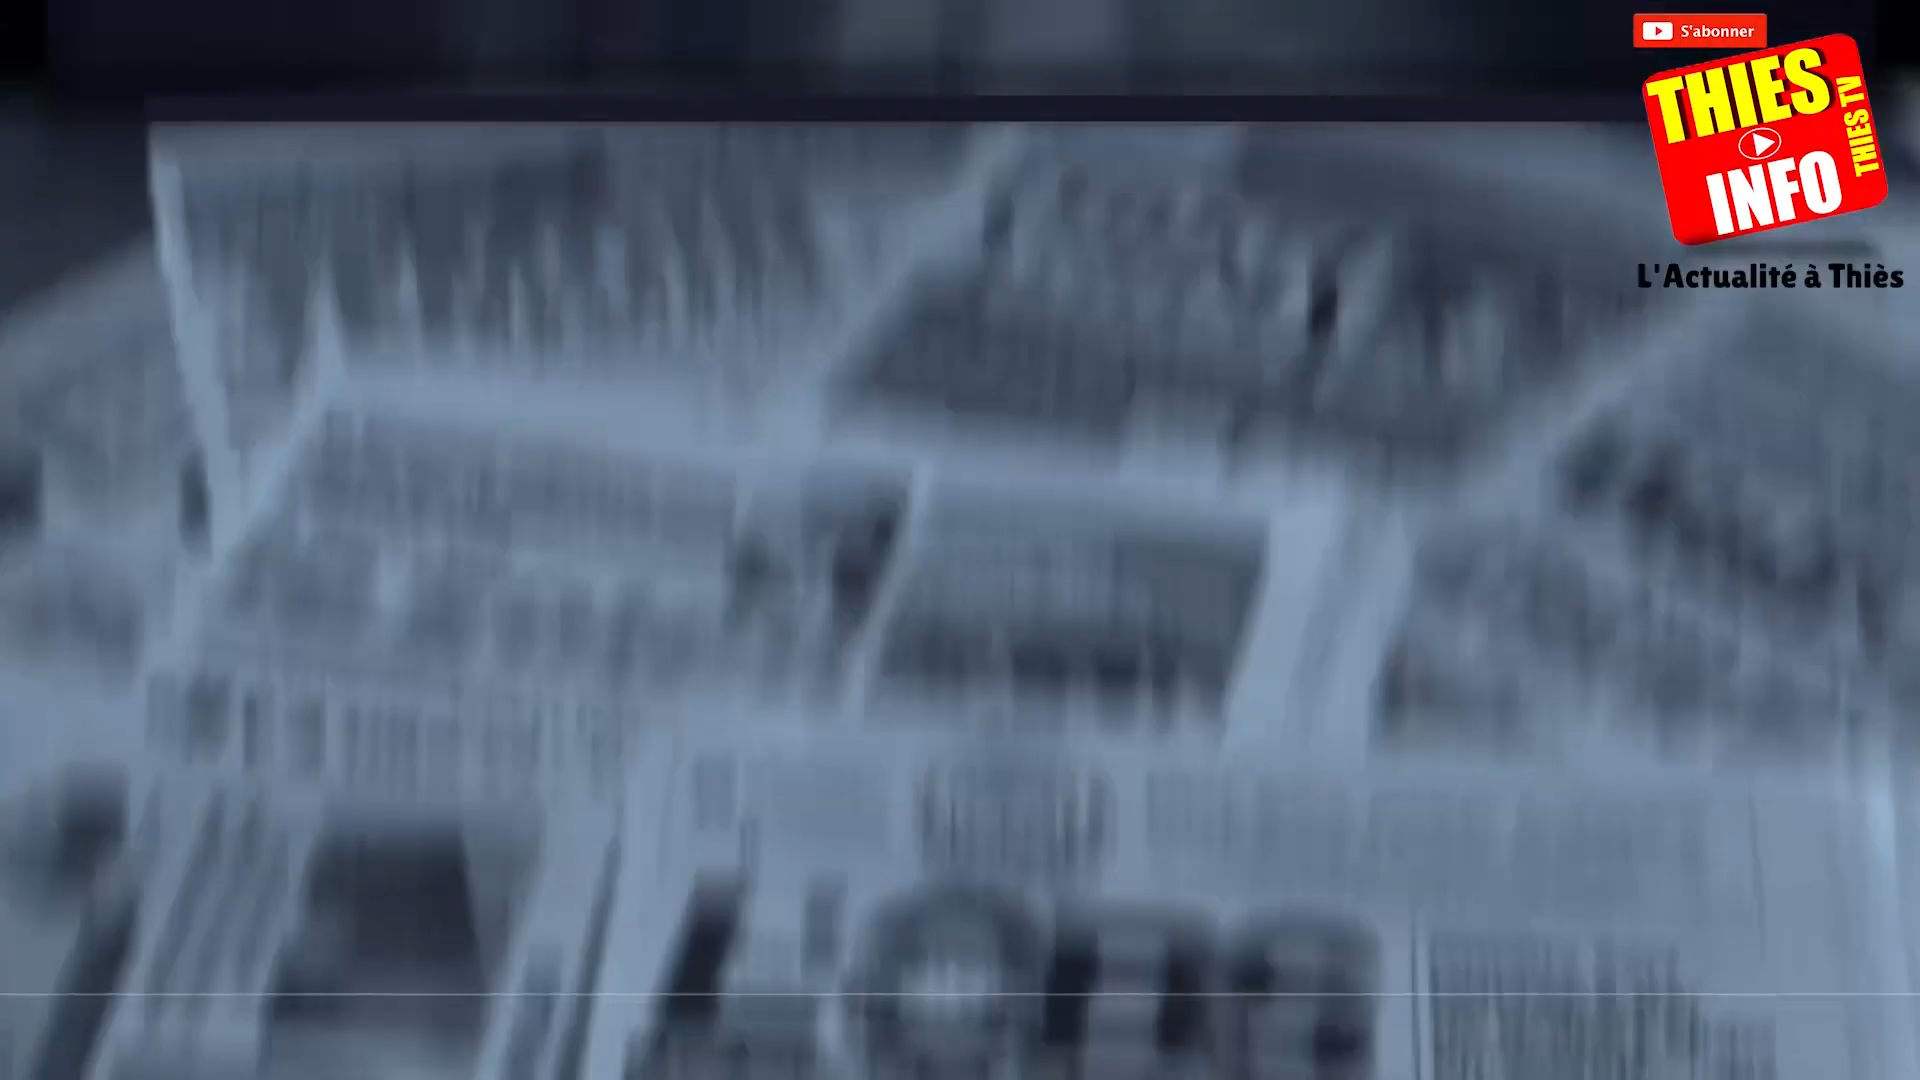 S'abonner
THIES
INFO
THIES TV
L'Actualité à Thiès